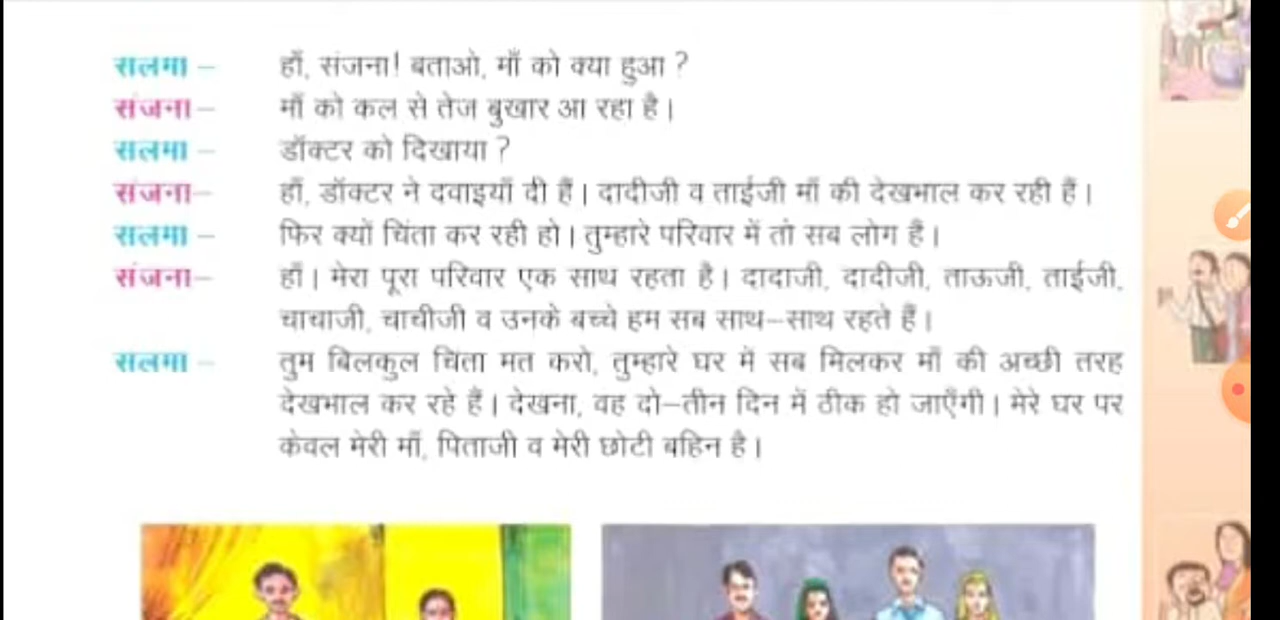 सलमा – हाँ, संजना! बताओ, माँ को क्या हुआ ?
संजना– माँ को कल से तेज बुखार आ रहा है।
सलमा – डॉक्टर को दिखाया ?
संजना– हाँ, डॉक्टर ने दवाइयाँ दी हैं। दादीजी व ताईजी माँ की देखभाल कर रही हैं।
सलमा – फिर क्यों चिंता कर रही हो। तुम्हारे परिवार में तो सब लोग हैं।
संजना– हाँ। मेरा पूरा परिवार एक साथ रहता है। दादाजी, दादीजी, ताऊजी, ताईजी,
चाचाजी, चाचीजी व उनके बच्चे हम सब साथ–साथ रहते हैं।
सलमा – तुम बिलकुल चिंता मत करो, तुम्हारे घर में सब मिलकर माँ की अच्छी तरह
देखभाल कर रहे हैं। देखना, वह दो–तीन दिन में ठीक हो जाएँगी। मेरे घर पर
केवल मेरी माँ, पिताजी व मेरी छोटी बहिन है।